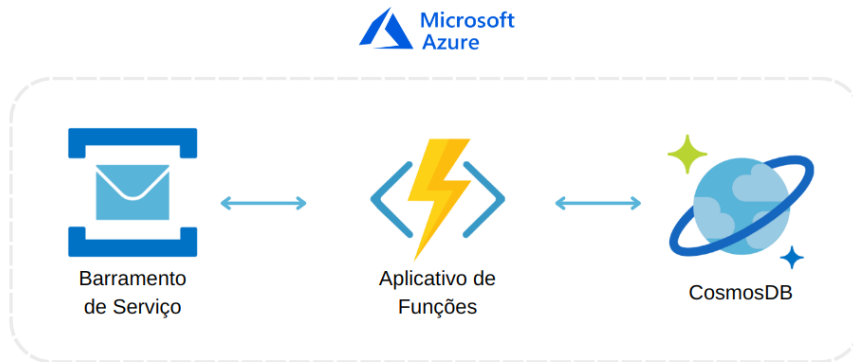 Microsoft
Azure
Barramento
de Serviço
Aplicativo de
Funções
CosmosDB